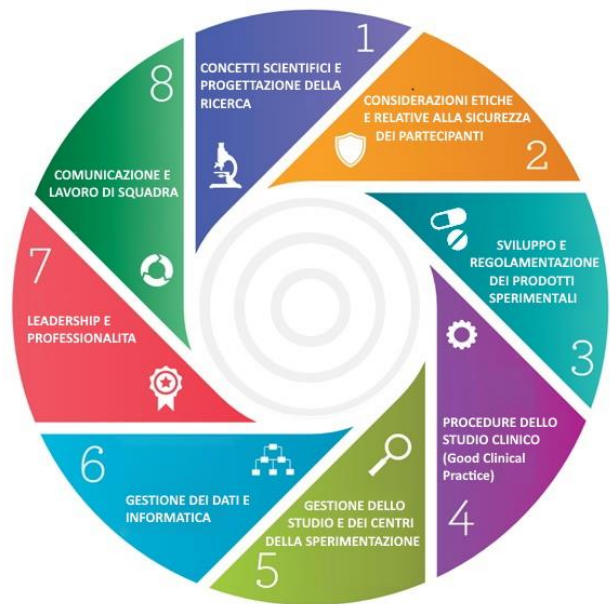 1
CONCETTI SCIENTIFICI E
PROGETTAZIONE DELLA
RICERCA
CONSIDERAZIONI ETICHE
E RELATIVE ALLA SICUREZZA
DEI PARTECIPANTI
2
SVILUPPO E
REGOLAMENTAZIONE
DEI PRODOTTI
SPERIMENTALI
3
PROCEDURE DELLO
STUDIO CLINICO
(Good Clinical
Practice)
4
GESTIONE DELLO
STUDIO E DEI CENTRI
DELLA SPERIMENTAZIONE
5
6
GESTIONE DEI DATI E
INFORMATICA
7
LEADERSHIP E
PROFESSIONALITA
8
COMUNICAZIONE E
LAVORO DI SQUADRA